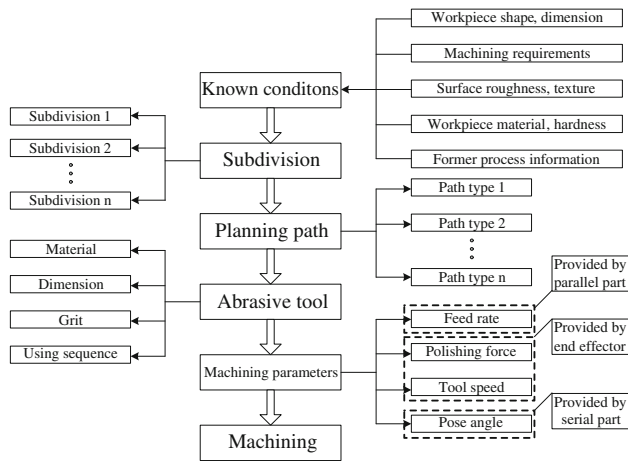 Workpiece shape, dimension
Machining requirements
Known conditons
Surface roughness, texture
Workpiece material, hardness
Former process information
Subdivision 1
Subdivision 2
Subdivision n
Subdivision
Path type 1
Planning path
Path type 2
Path type n
Material
Dimension
Grit
Using sequence
Abrasive tool
Provided by
parallel part
Feed rate
Provided by
end effector
Machining parameters
Polishing force
Tool speed
Provided by
serial part
Pose angle
Machining